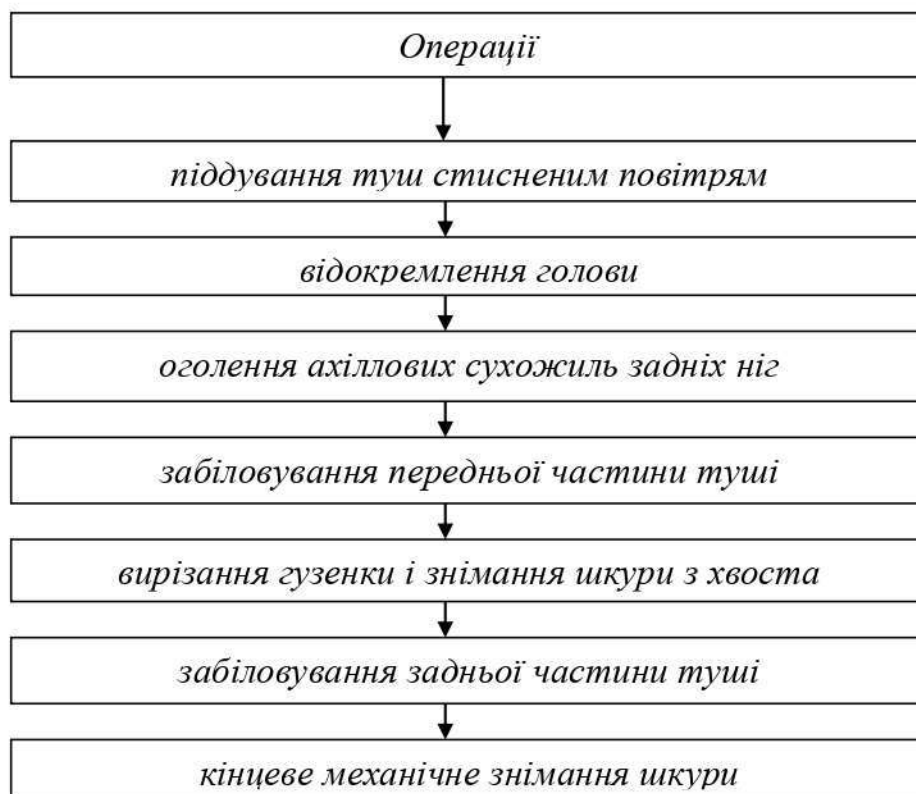 Операції
піддування туш стисненим повітрям
відокремлення голови
оголення ахіллових сухожиль задніх ніг
забіловування передньої частини туші
вирізання гузенки і знімання шкури з хвоста
забіловування задньої частини туші
кінцеве механічне знімання шкури